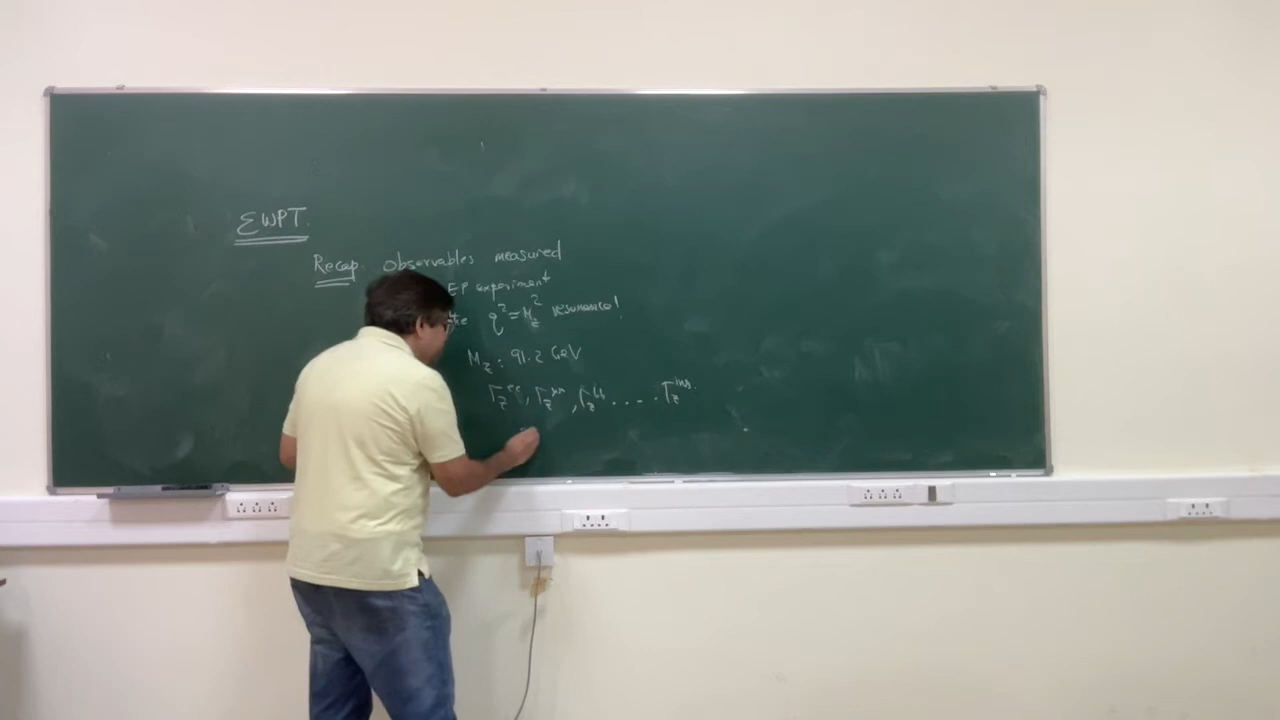 EWPT.
Recap. Observables measured
EP experiment
the q² = M_Z² resonance!
M_Z : 91.2 GeV
Γ_Z^ee, Γ_Z^μμ, Γ_Z^bb ..... Γ_Z^inv.